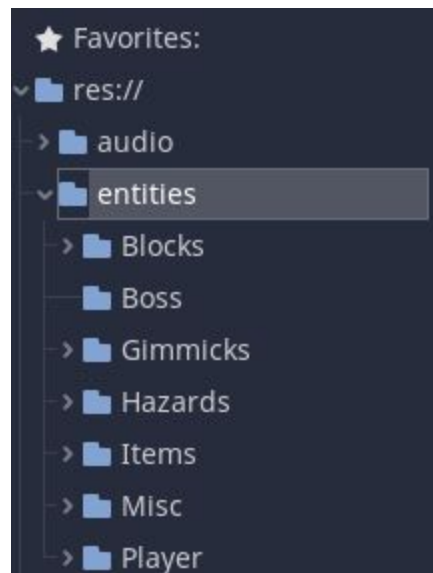 Favorites:
res://
audio
entities
Blocks
Boss
Gimmicks
Hazards
Items
Misc
Player